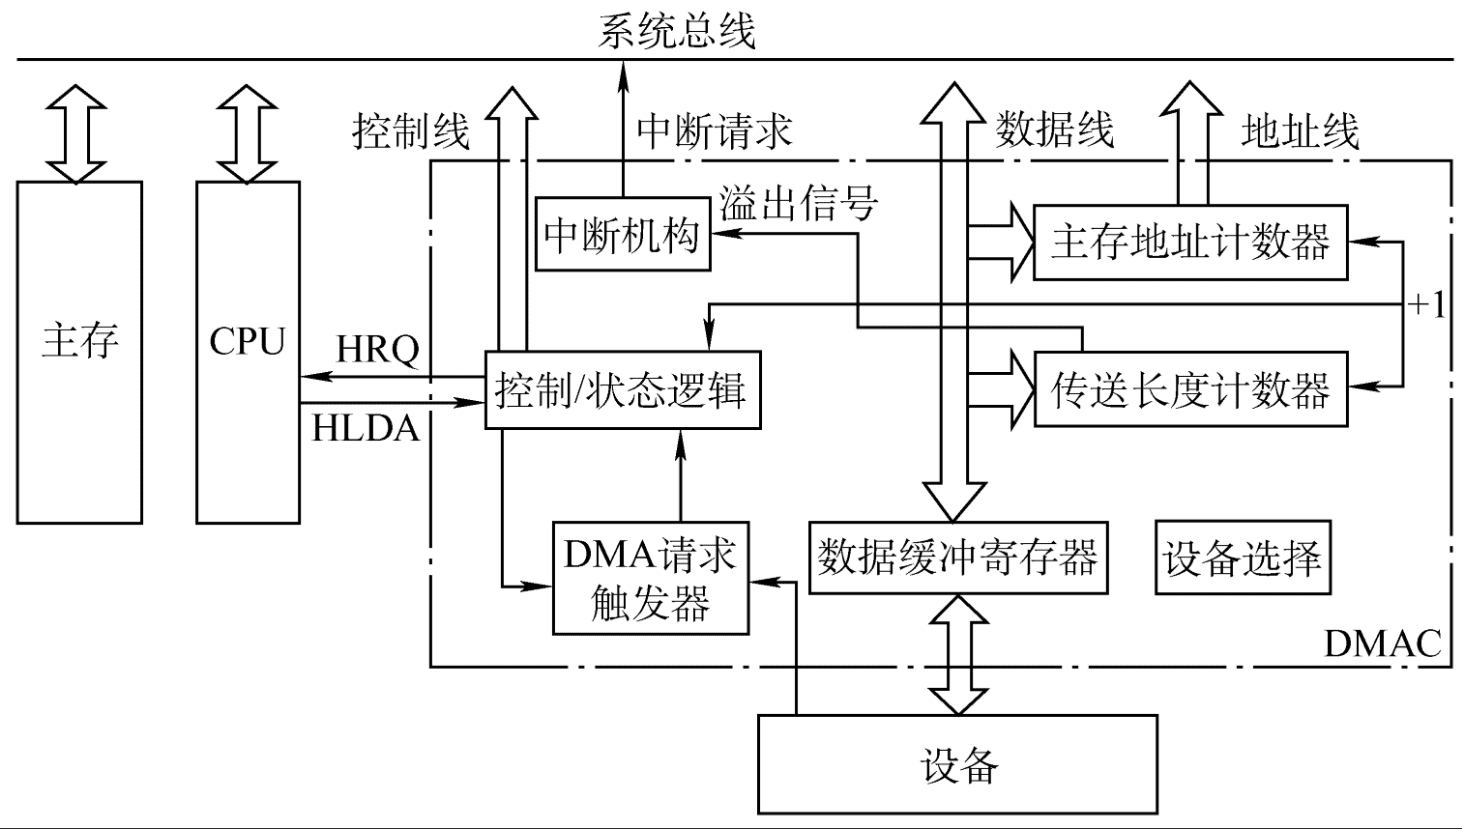 系统总线
控制线
中断请求
数据线
地址线
溢出信号
中断机构
主存地址计数器
+1
主存
CPU
HRQ
HLDA
控制/状态逻辑
传送长度计数器
DMA请求
触发器
数据缓冲寄存器
设备选择
DMAC
设备